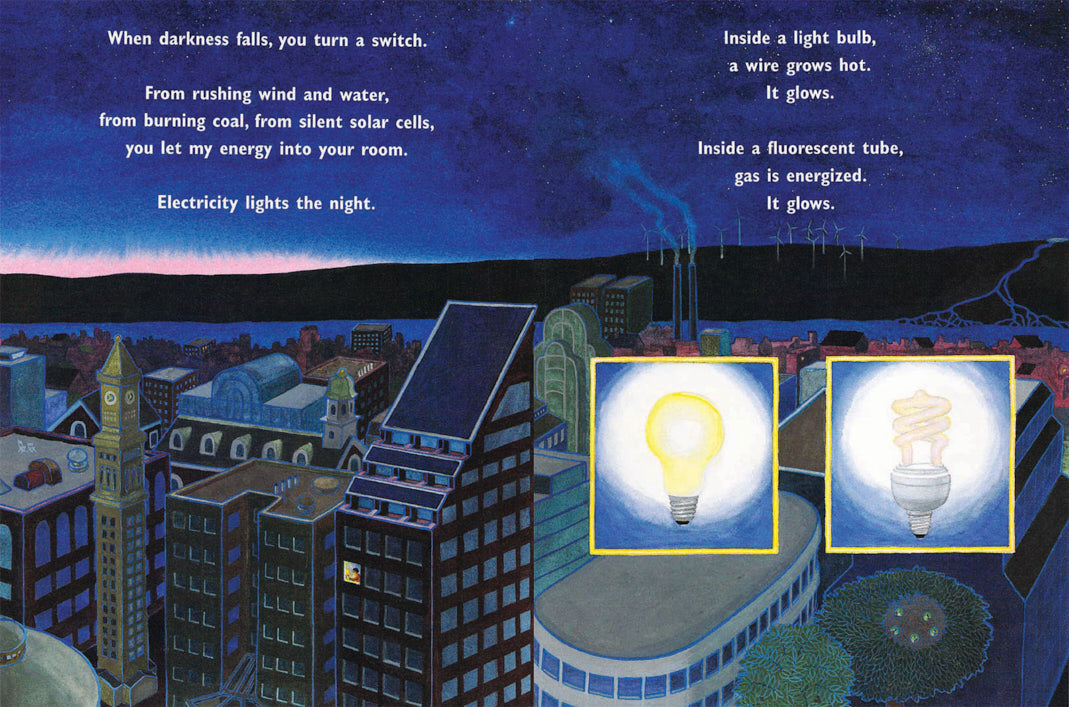 When darkness falls, you turn a switch.
From rushing wind and water,
from burning coal, from silent solar cells,
you let my energy into your room.
Electricity lights the night.
Inside a light bulb,
a wire grows hot.
It glows.
Inside a fluorescent tube,
gas is energized.
It glows.